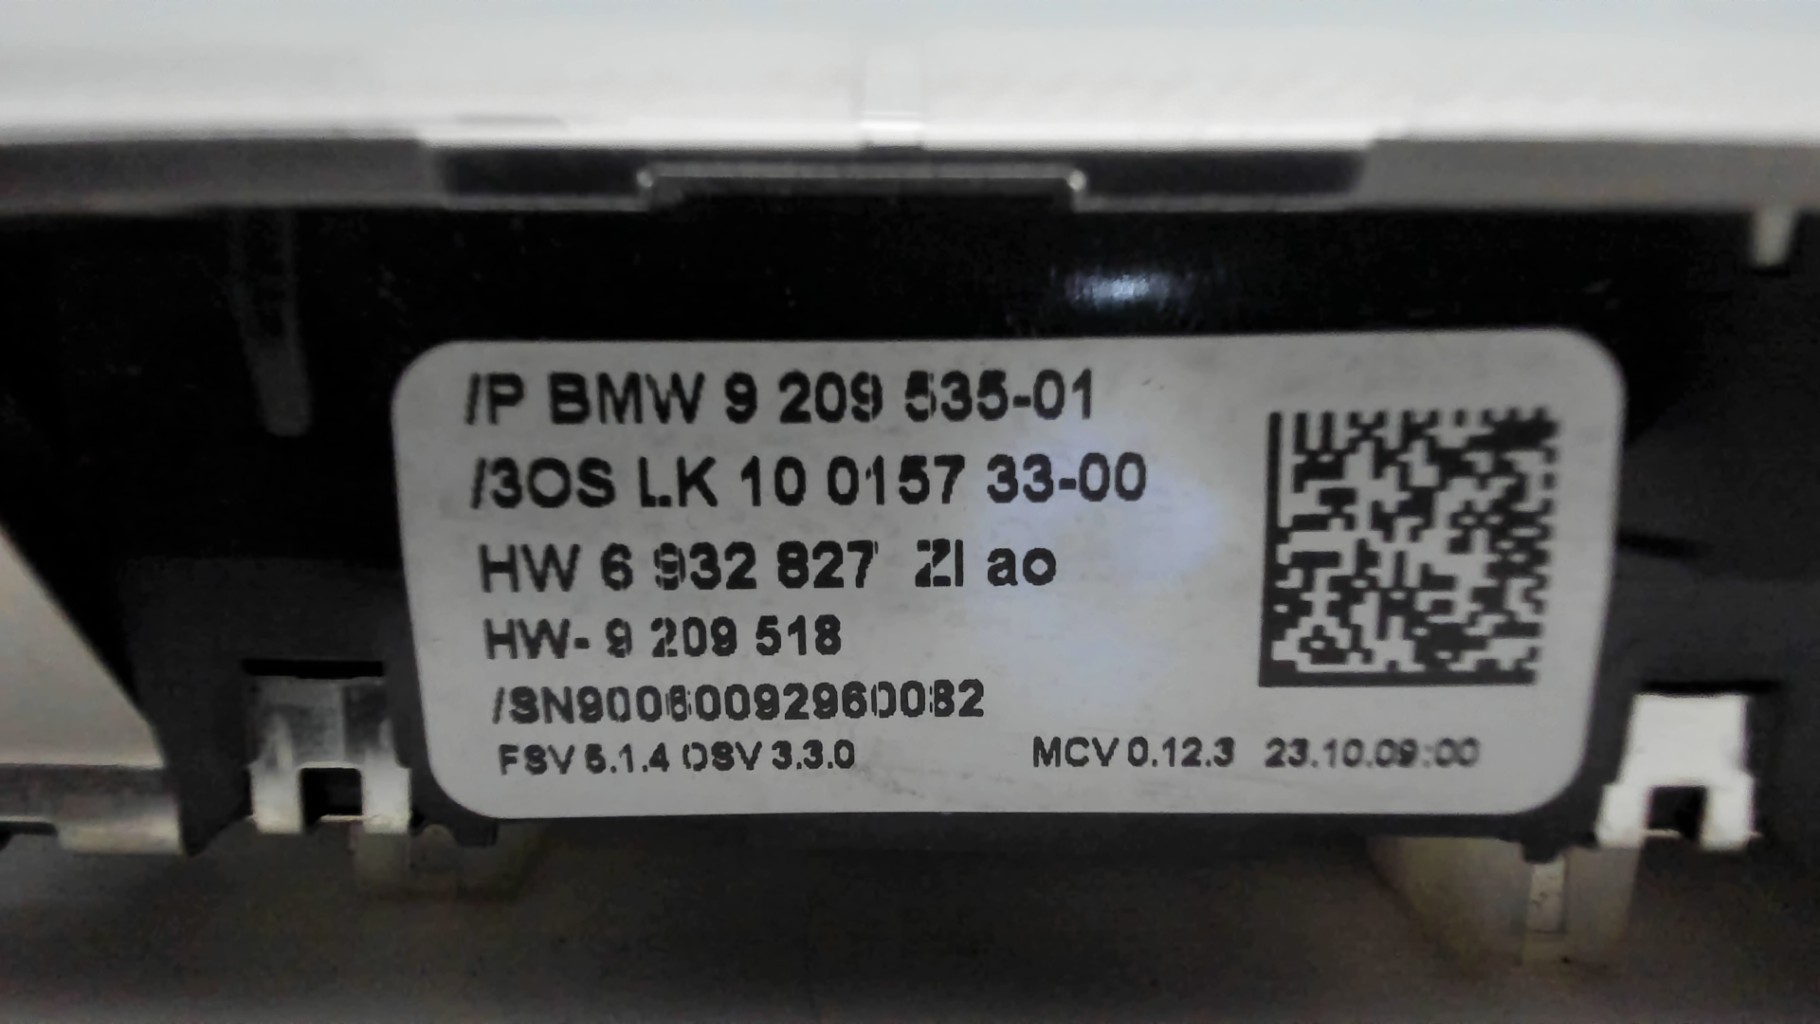 /P BMW 9 209 535-01
/3OS LK 10 0157 33-00
HW 6 932 827 ZI ao
HW- 9 209 518
/SN90060092960082
FSV 5.1.4 OSV 3.3.0 MCV 0.12.3 23.10.09:00